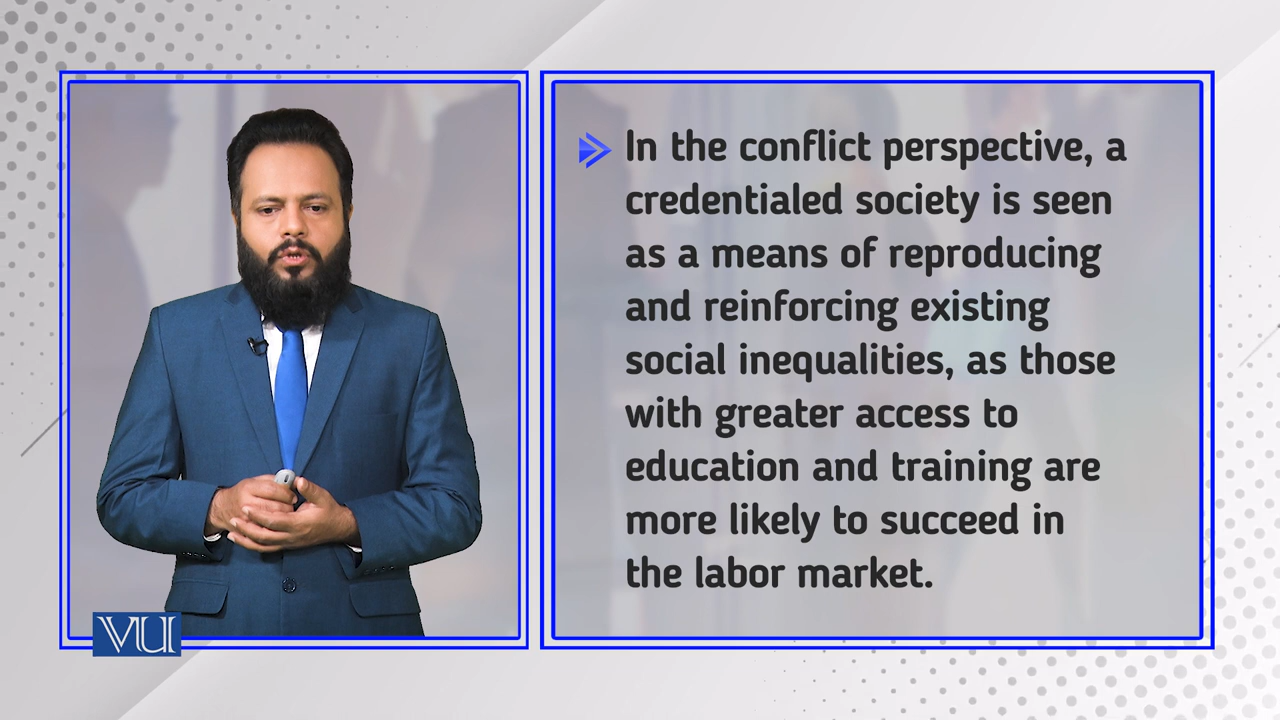 In the conflict perspective, a
credentialed society is seen
as a means of reproducing
and reinforcing existing
social inequalities, as those
with greater access to
education and training are
more likely to succeed in
the labor market.
VU